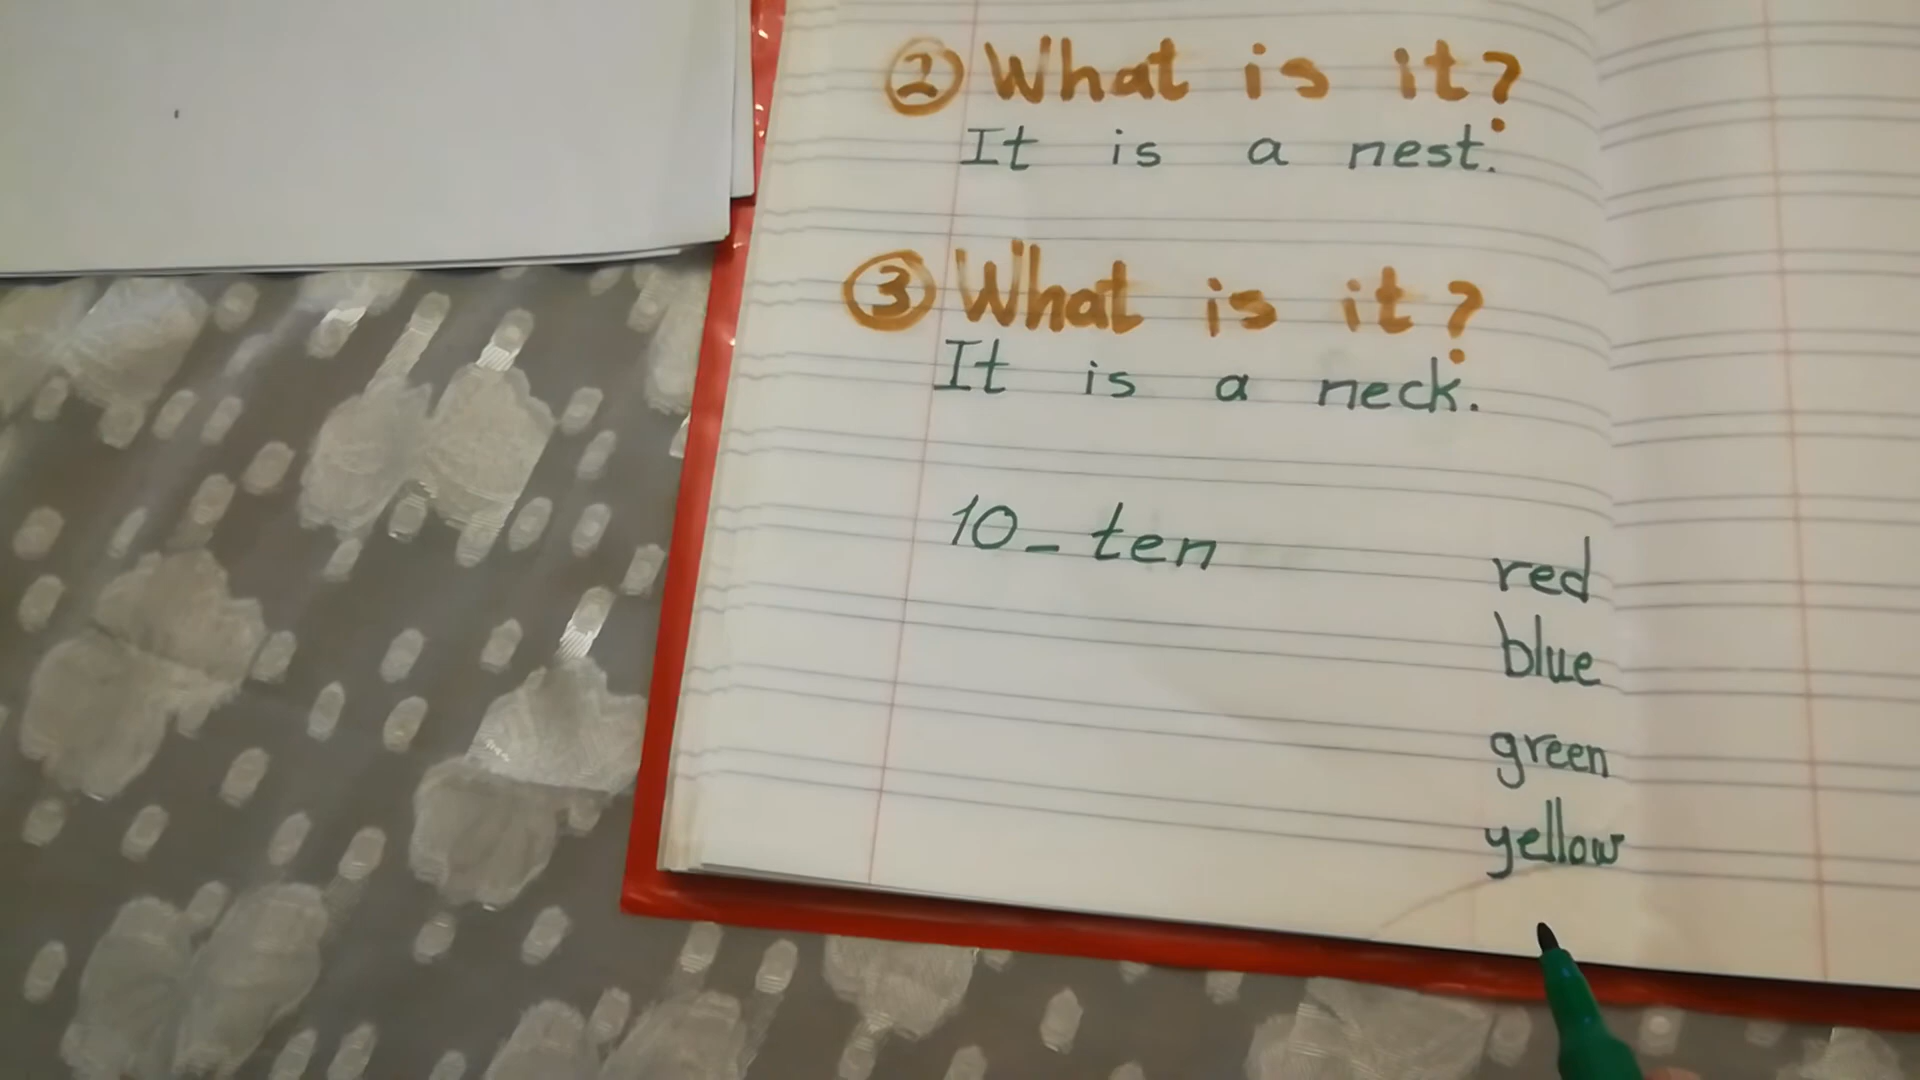 2 What is it?
It is a nest.
3 What is it?
It is a neck.
10_ ten
red
blue
green
yellow